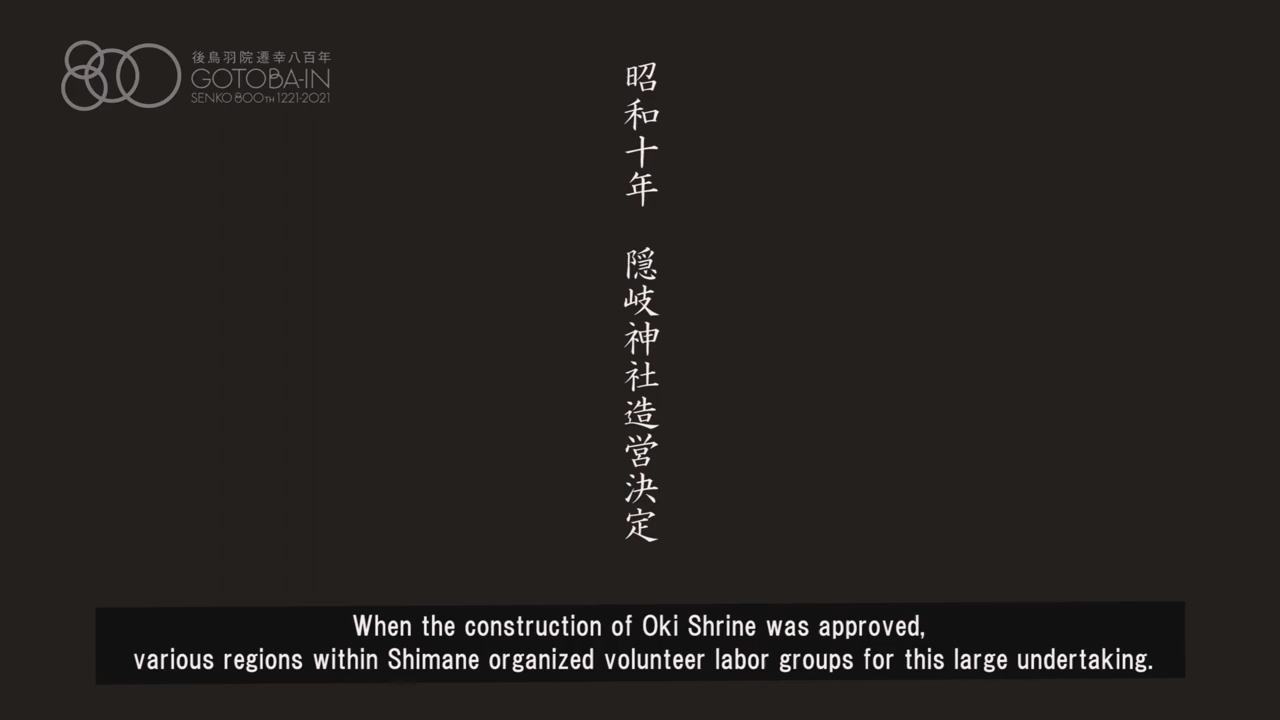 後鳥羽院遷幸八百年
GOTOBA-IN
SENKO 800TH 1221-2021
昭和十年　隠岐神社造営決定
When the construction of Oki Shrine was approved,
various regions within Shimane organized volunteer labor groups for this large undertaking.